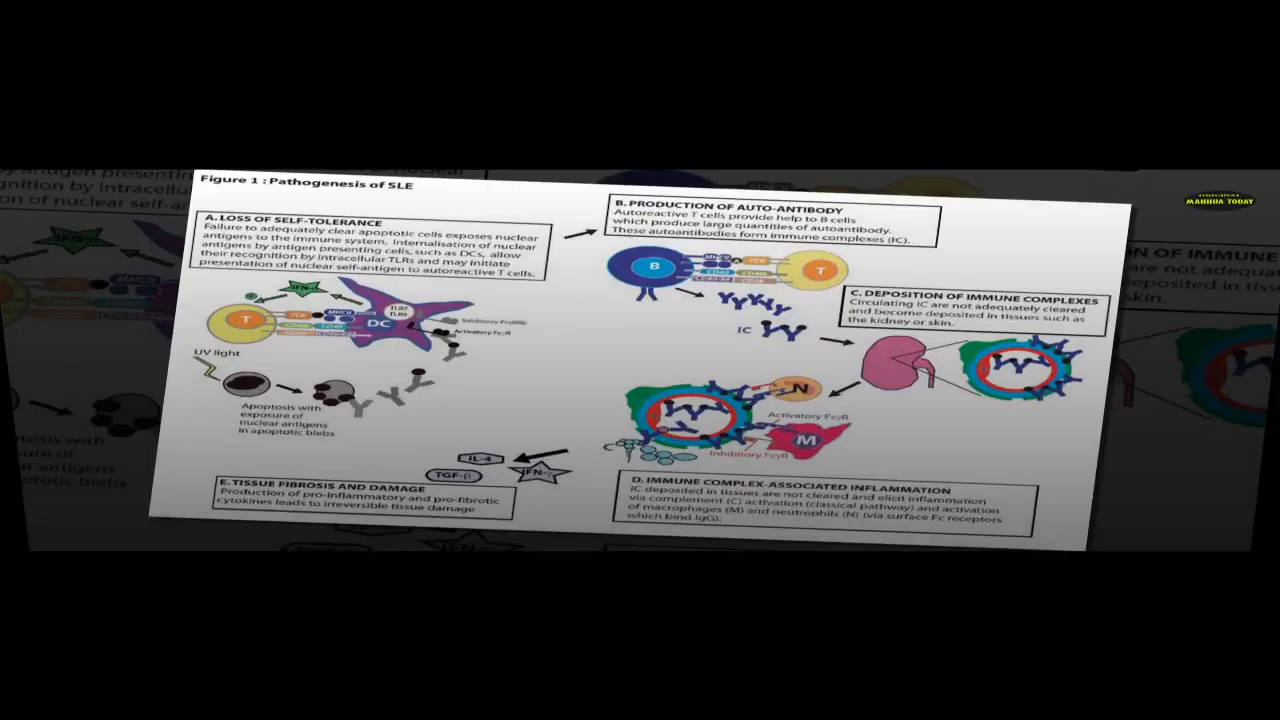 Figure 1 : Pathogenesis of SLE
A. LOSS OF SELF-TOLERANCE
Failure to adequately clear apoptotic cells exposes nuclear
antigens to the immune system. Internalisation of nuclear
antigens by antigen presenting cells, such as DCs, allow
their recognition by intracellular TLRs and may initiate
presentation of nuclear self-antigen to autoreactive T cells.
B. PRODUCTION OF AUTO-ANTIBODY
Autoreactive T cells provide help to B cells
which produce large quantities of autoantibody.
These autoantibodies form immune complexes (IC).
B
MHCII
TCR
T
IC
C. DEPOSITION OF IMMUNE COMPLEXES
Circulating IC are not adequately cleared
and become deposited in tissues such as
the kidney or skin.
T
TCR
MHCII
DC
TLR7
TLR9
Inhibitory FcγRIIb
Activatory FcγR
UV light
Apoptosis with
exposure of
nuclear antigens
in apoptotic blebs
N
Activatory FcγR
M
Inhibitory FcγR
IL-4
TGF-β
D. IMMUNE COMPLEX-ASSOCIATED INFLAMMATION
IC deposited in tissues are not cleared and elicit inflammation
via complement (C) activation (classical pathway) and activation
of macrophages (M) and neutrophils (N) (via surface Fc receptors
which bind IgG).
E. TISSUE FIBROSIS AND DAMAGE
Production of pro-inflammatory and pro-fibrotic
cytokines leads to irreversible tissue damage
ORIGINAL
MANHUA TODAY